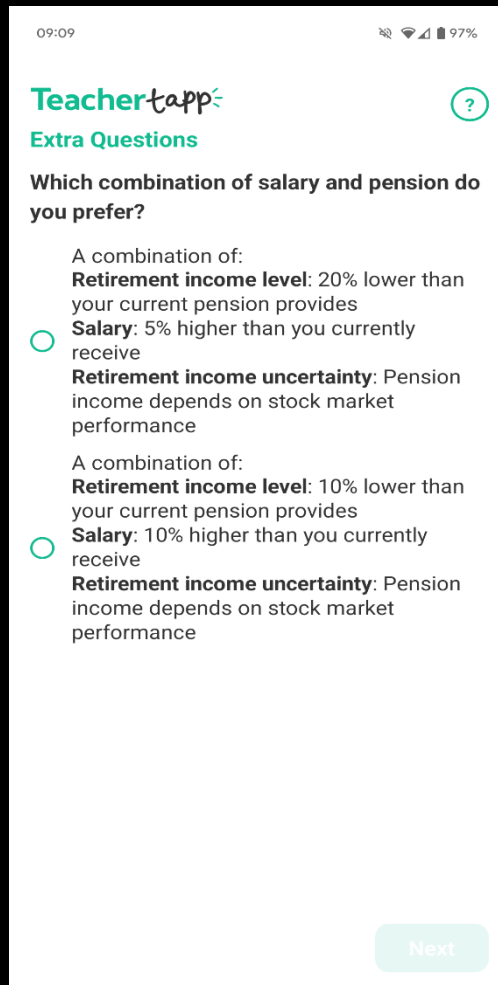 09:09
97%
Teachertapp
?
Extra Questions
Which combination of salary and pension do
you prefer?
A combination of:
Retirement income level: 20% lower than
your current pension provides
Salary: 5% higher than you currently
receive
Retirement income uncertainty: Pension
income depends on stock market
performance
A combination of:
Retirement income level: 10% lower than
your current pension provides
Salary: 10% higher than you currently
receive
Retirement income uncertainty: Pension
income depends on stock market
performance
Next